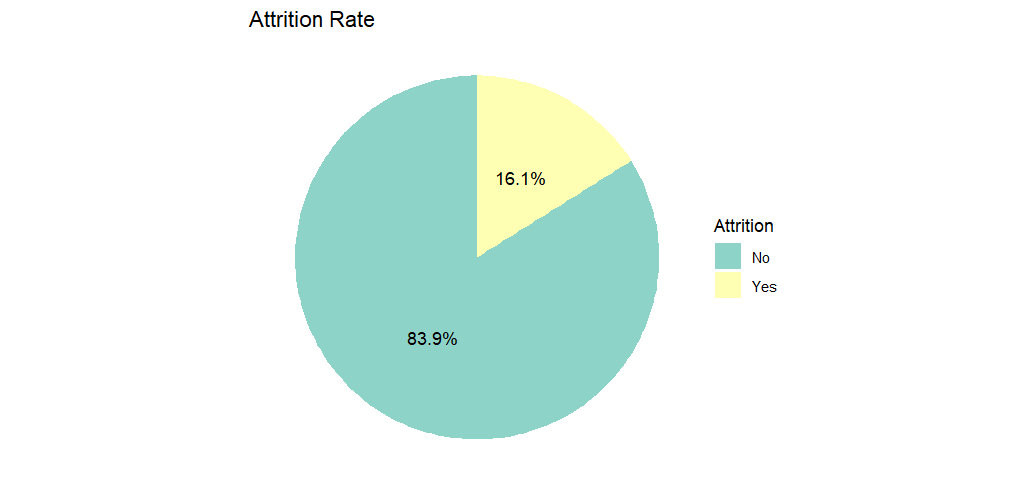 Attrition Rate
16.1%
83.9%
Attrition
No
Yes